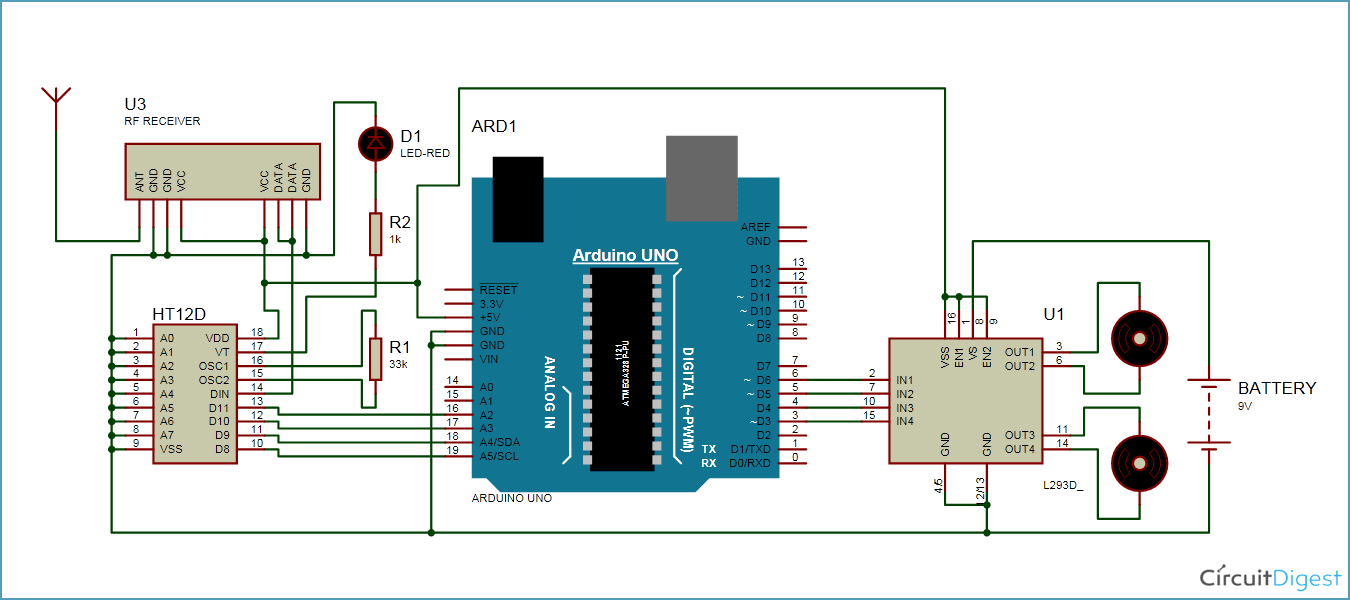 U3
RF RECEIVER
ANT
GND
GND
VCC
VCC
DATA
DATA
GND
D1
LED-RED
R2
1k
R1
33k
HT12D
1 A0 VDD 18
2 A1 VT 17
3 A2 OSC1 16
4 A3 OSC2 15
5 A4 DIN 14
6 A5 D11 13
7 A6 D10 12
8 A7 D9 11
9 VSS D8 10
ARD1
Arduino UNO
RESET
3.3V
+5V
GND
GND
VIN
14 A0
15 A1
16 A2
17 A3
18 A4/SDA
19 A5/SCL
ANALOG IN
1121
ATMEGA328 P-PU
DIGITAL (~PWM)
AREF
GND
D13 13
D12 12
~ D11 11
~ D10 10
~ D9 9
D8 8
D7 7
~ D6 6
~ D5 5
D4 4
~D3 3
D2 2
TX D1/TXD 1
RX D0/RXD 0
ARDUINO UNO
U1
16
1
8
9
VSS
EN1
VS
EN2
2 IN1
7 IN2
10 IN3
15 IN4
OUT1 3
OUT2 6
OUT3 11
OUT4 14
GND
GND
4/5
12/13
L293D_
BATTERY
9V
CircuitDigest